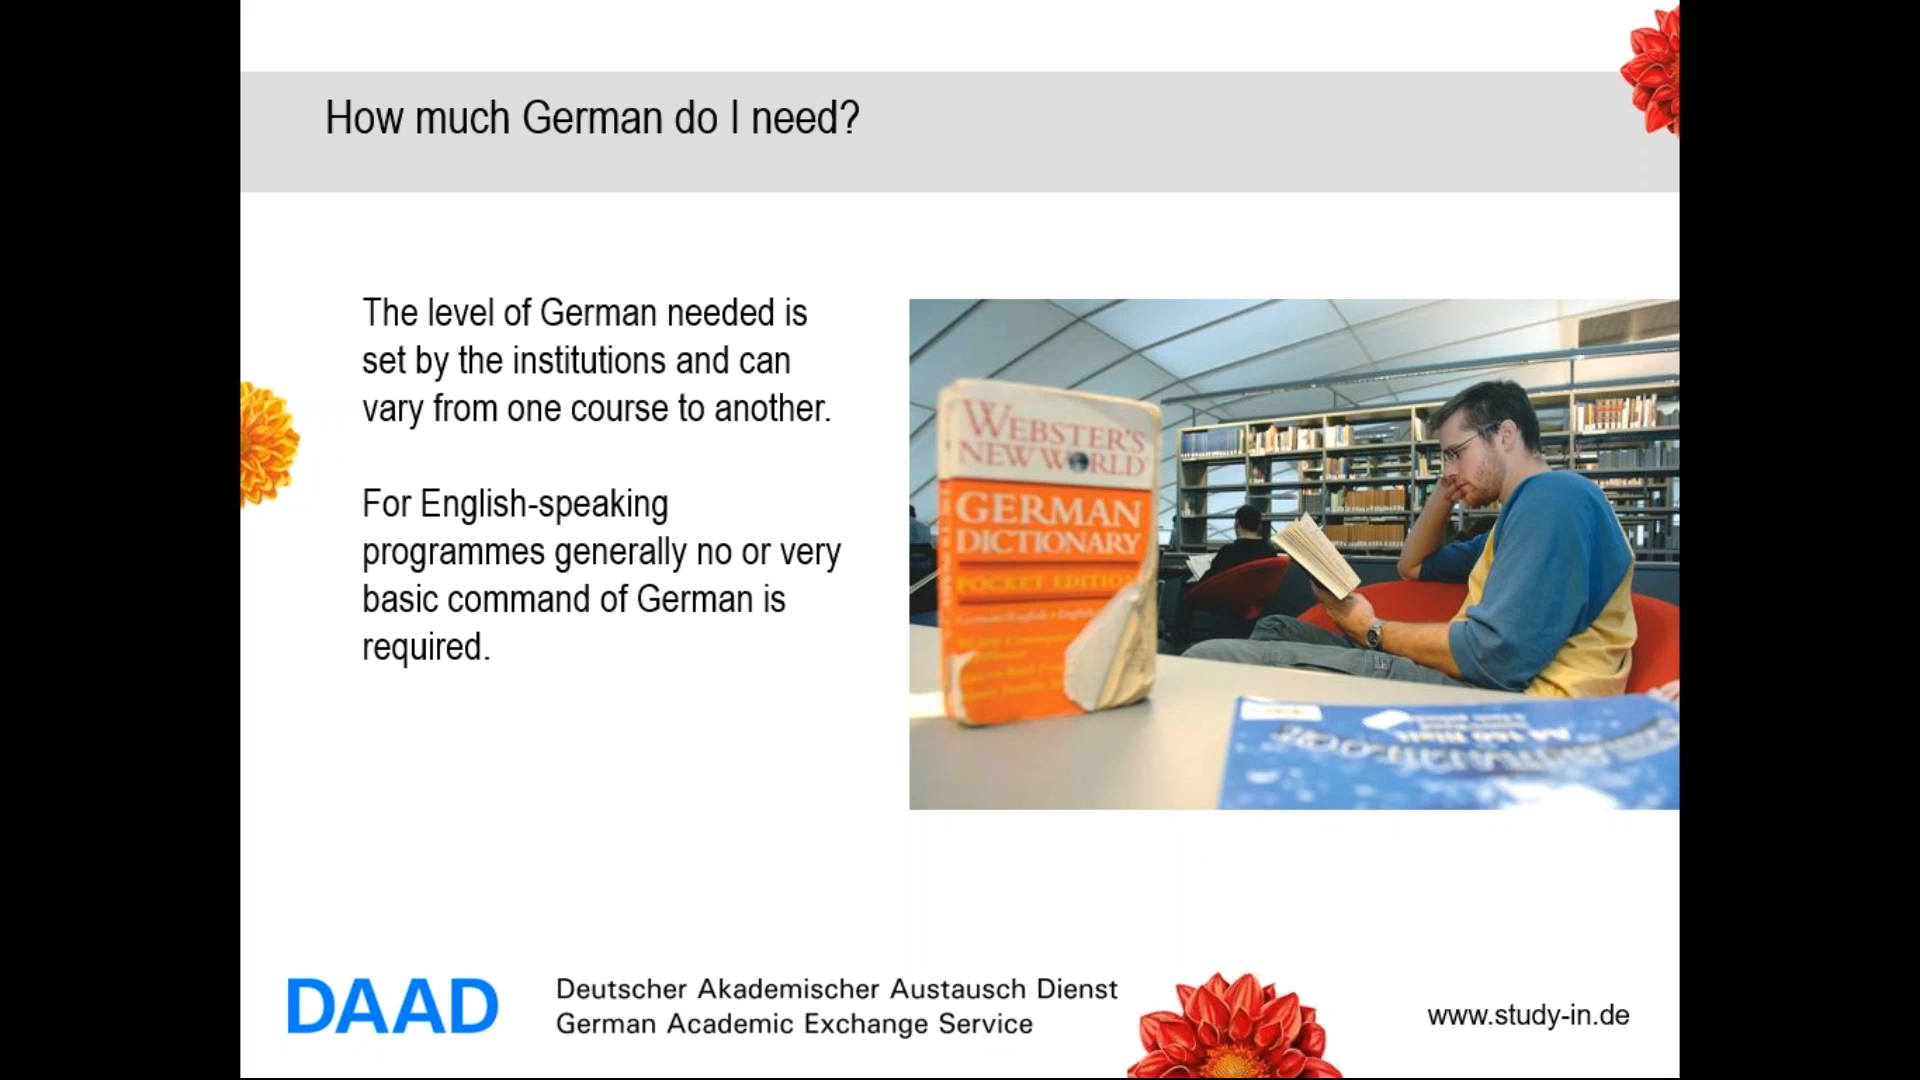 How much German do I need?
The level of German needed is
set by the institutions and can
vary from one course to another.
For English-speaking
programmes generally no or very
basic command of German is
required.
WEBSTER'S
NEW WORLD
GERMAN
DICTIONARY
POCKET EDITION
DAAD
Deutscher Akademischer Austausch Dienst
German Academic Exchange Service
www.study-in.de